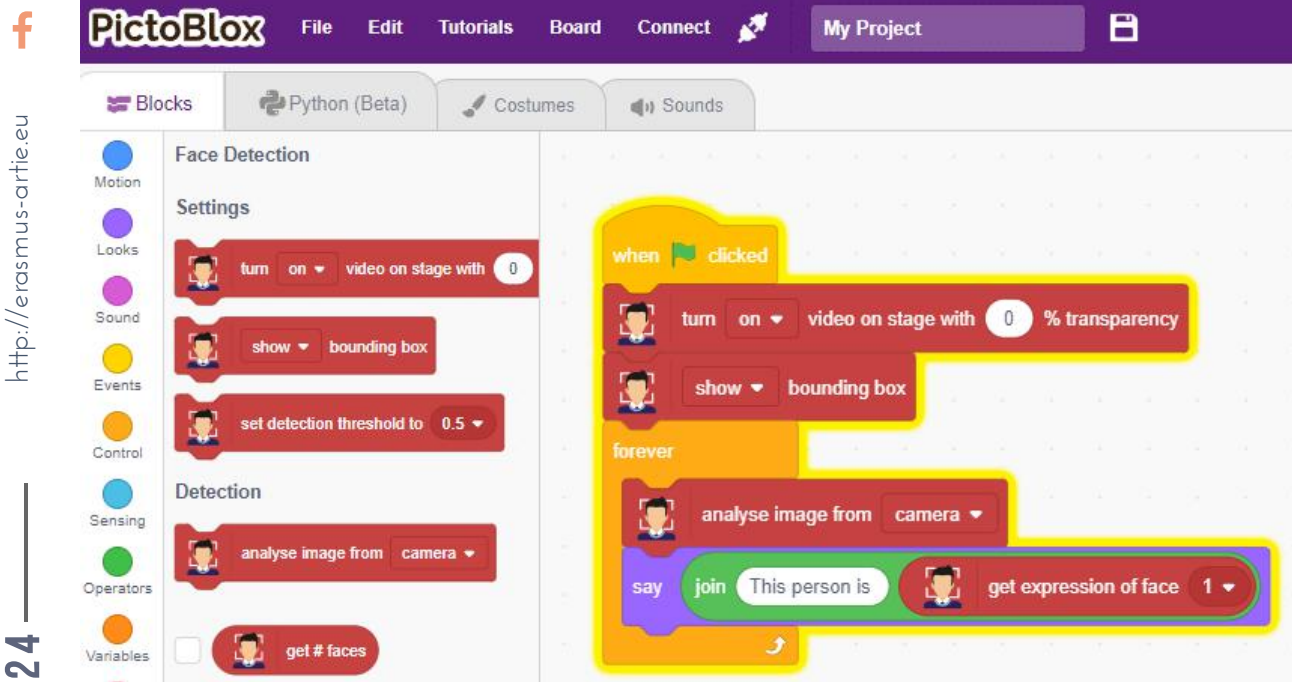 http://erasmus-artie.eu
24
PictoBlox File Edit Tutorials Board Connect My Project
Blocks Python (Beta) Costumes Sounds
Motion
Looks
Sound
Events
Control
Sensing
Operators
Variables
Face Detection
Settings
turn on video on stage with 0
show bounding box
set detection threshold to 0.5
Detection
analyse image from camera
get # faces
when clicked
turn on video on stage with 0 % transparency
show bounding box
forever
analyse image from camera
say join This person is get expression of face 1